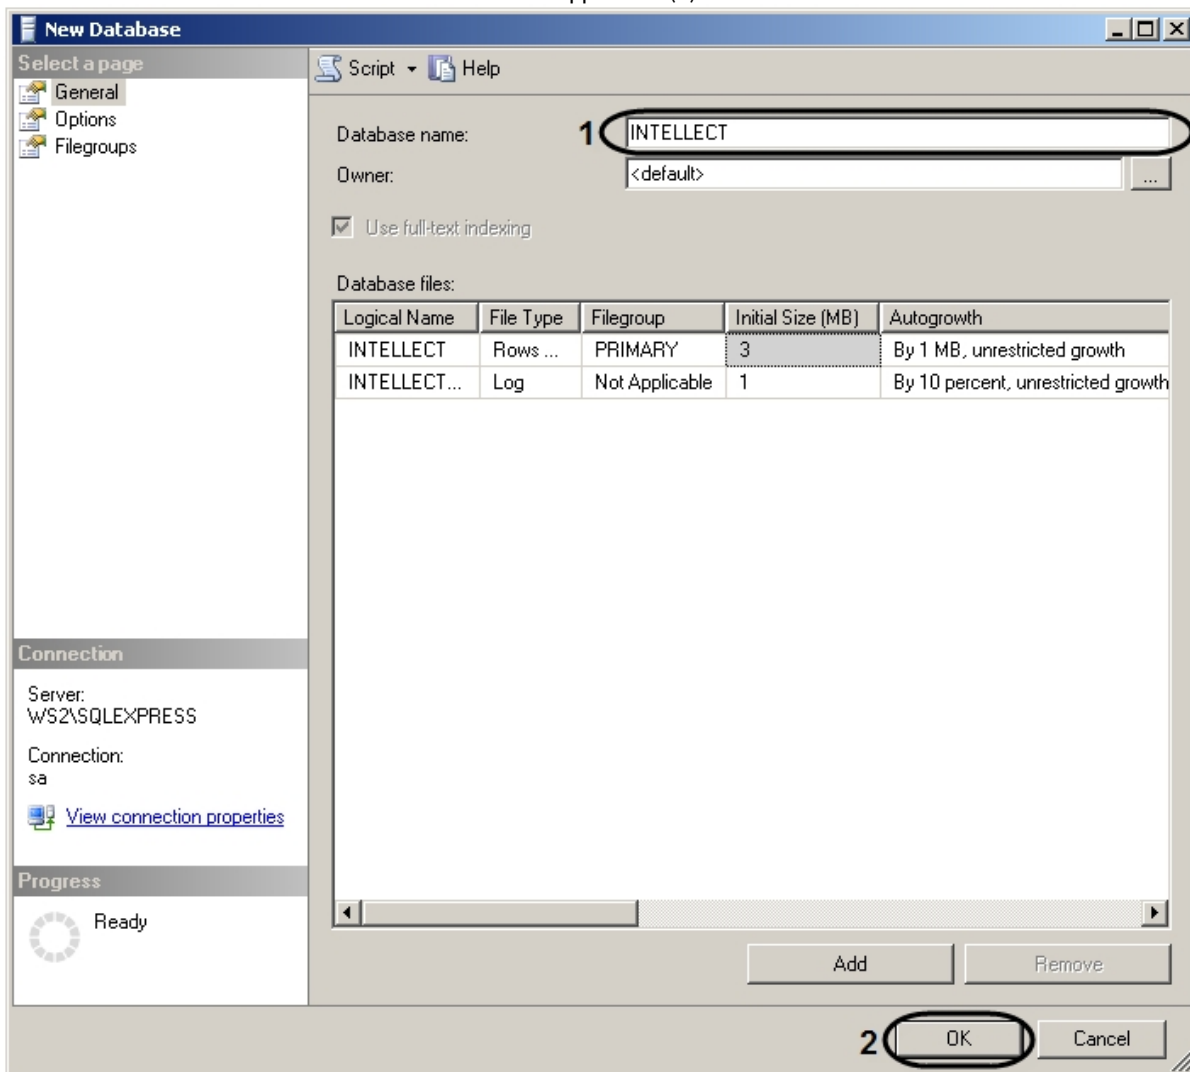 New Database
Select a page
General
Options
Filegroups
Script Help
Database name: 1 INTELLECT
Owner: <default> ...
Use full-text indexing
Database files:
Logical Name File Type Filegroup Initial Size (MB) Autogrowth
INTELLECT Rows ... PRIMARY 3 By 1 MB, unrestricted growth
INTELLECT... Log Not Applicable 1 By 10 percent, unrestricted growth
Connection
Server:
WS2\SQLEXPRESS
Connection:
sa
View connection properties
Progress
Ready
Add Remove
2 OK Cancel